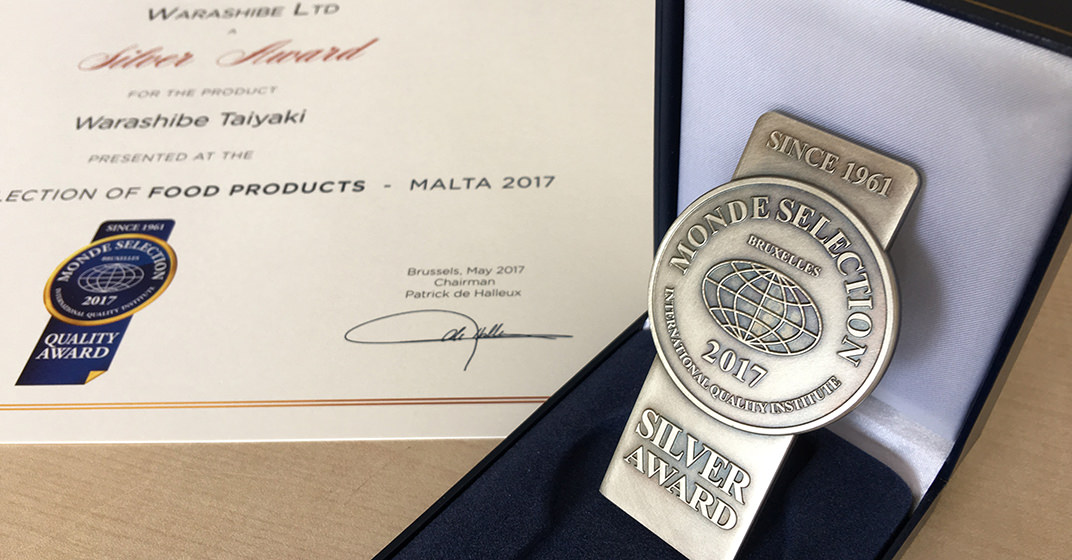 WARASHIBE LTD
A
Silver Award
FOR THE PRODUCT
Warashibe Taiyaki
PRESENTED AT THE
LECTION OF FOOD PRODUCTS - MALTA 2017
SINCE 1961
MONDE SELECTION
BRUXELLES
2017
INTERNATIONAL QUALITY INSTITUTE
QUALITY
AWARD
Brussels, May 2017
Chairman
Patrick de Halleux
SINCE 1961
MONDE SELECTION
BRUXELLES
2017
INTERNATIONAL QUALITY INSTITUTE
SILVER
AWARD